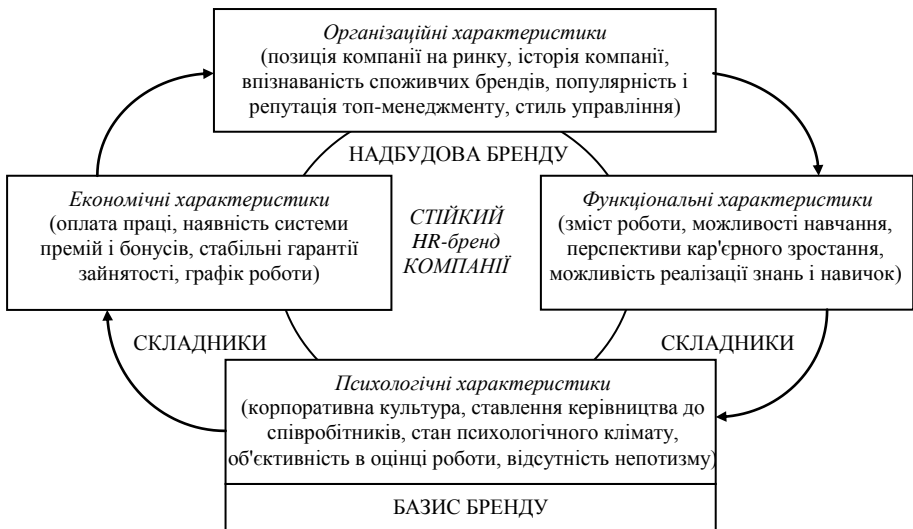 Організаційні характеристики
(позиція компанії на ринку, історія компанії,
впізнаваність споживчих брендів, популярність і
репутація топ-менеджменту, стиль управління)
НАДБУДОВА БРЕНДУ
Економічні характеристики
(оплата праці, наявність системи
премій і бонусів, стабільні гарантії
зайнятості, графік роботи)
СТІЙКИЙ
HR-бренд
КОМПАНІЇ
Функціональні характеристики
(зміст роботи, можливості навчання,
перспективи кар'єрного зростання,
можливість реалізації знань і навичок)
СКЛАДНИКИ
СКЛАДНИКИ
Психологічні характеристики
(корпоративна культура, ставлення керівництва до
співробітників, стан психологічного клімату,
об'єктивність в оцінці роботи, відсутність непотизму)
БАЗИС БРЕНДУ